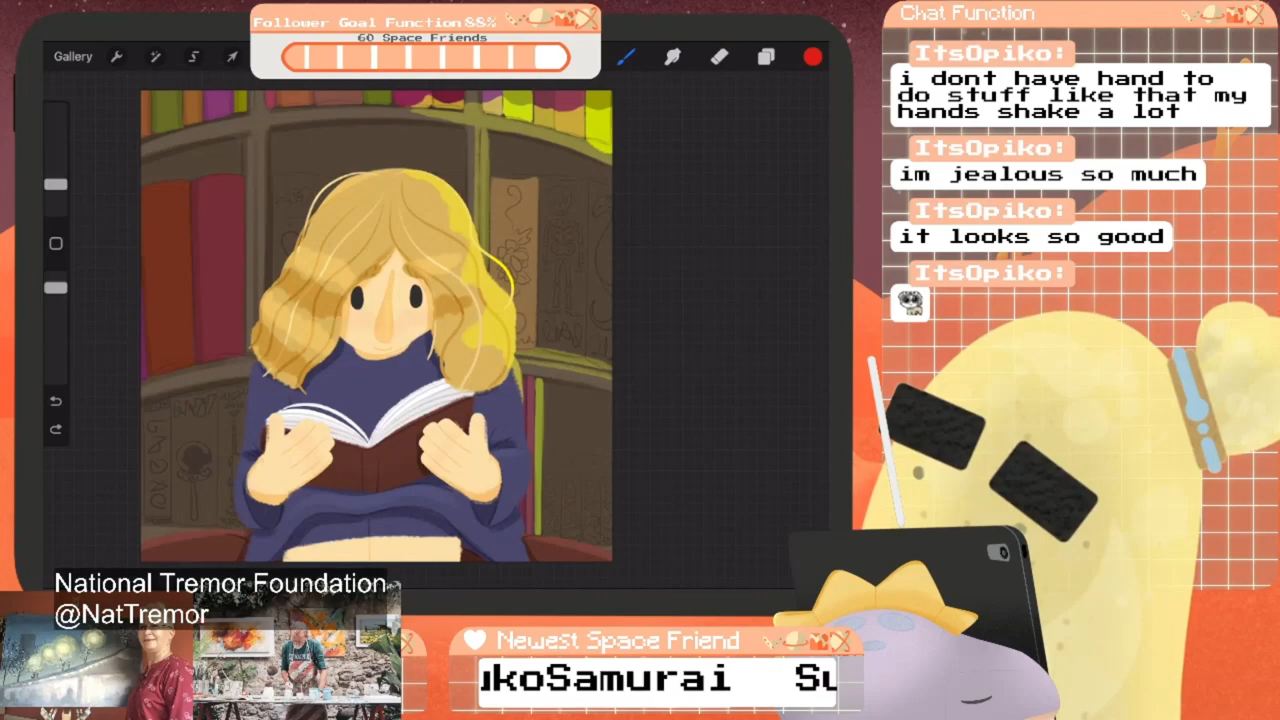 Follower Goal Function 88%
60 Space Friends
Gallery
Chat Function
ItsOpiko:
i dont have hand to
do stuff like that my
hands shake a lot
ItsOpiko:
im jealous so much
ItsOpiko:
it looks so good
ItsOpiko:
National Tremor Foundation
@NatTremor
Newest Space Friend
koSamurai Su